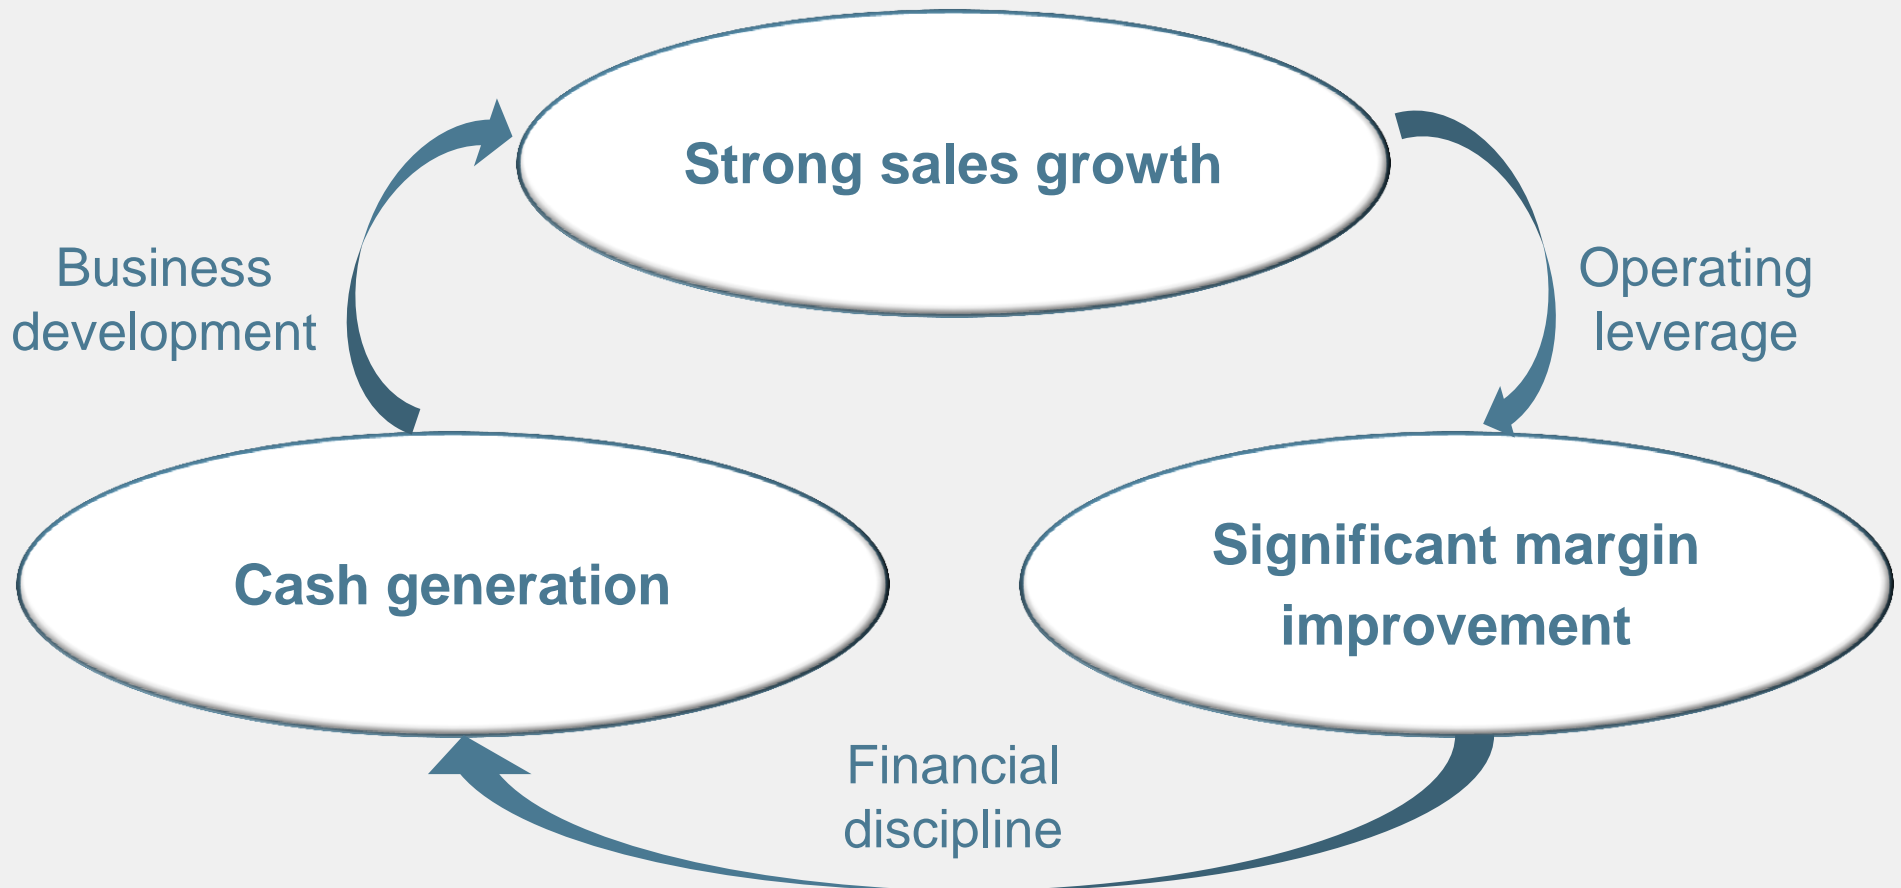 Strong sales growth
Business
development
Operating
leverage
Cash generation
Significant margin
improvement
Financial
discipline